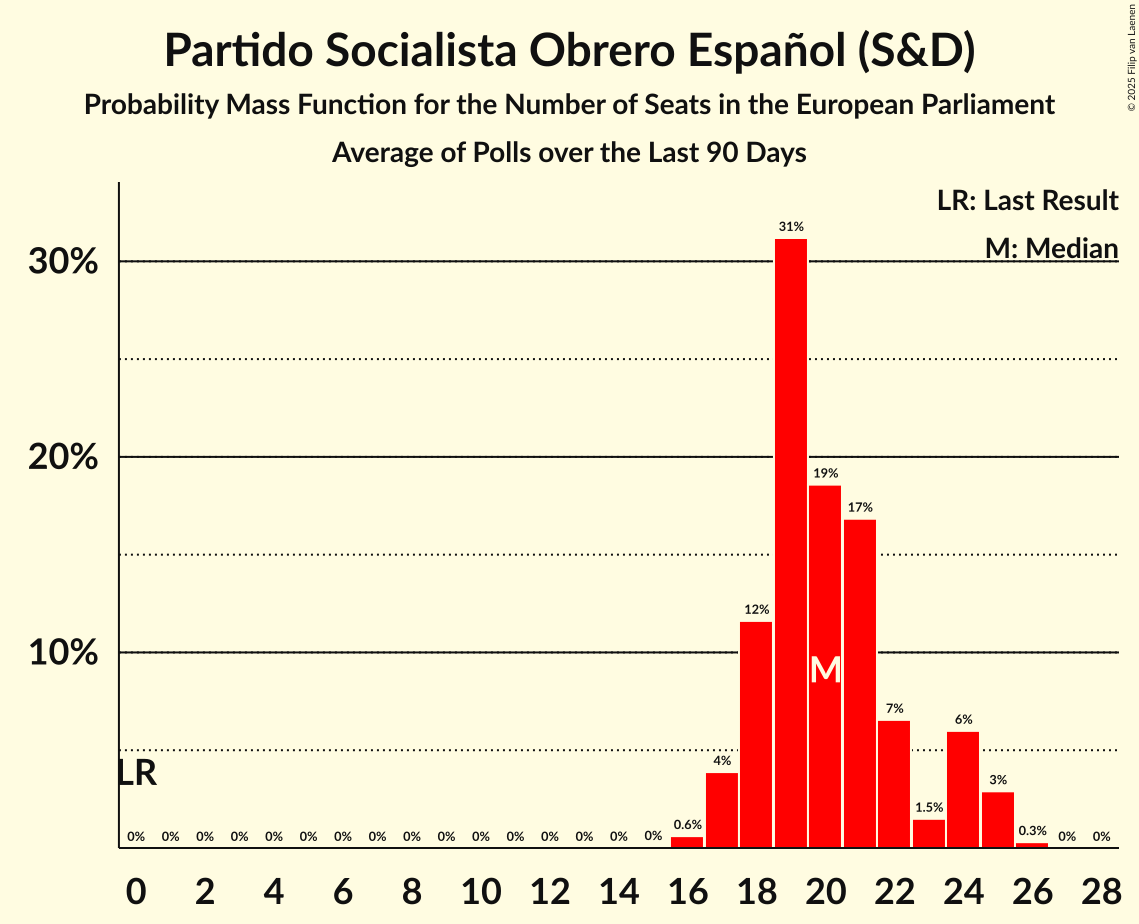 Partido Socialista Obrero Español (S&D)
Probability Mass Function for the Number of Seats in the European Parliament
Average of Polls over the Last 90 Days
© 2025 Filip van Laenen
LR: Last Result
M: Median
30%
20%
10%
31%
19%
17%
12%
7%
6%
4%
3%
1.5%
0.6%
0.3%
M
LR
0% 0% 0% 0% 0% 0% 0% 0% 0% 0% 0% 0% 0% 0% 0% 0% 0% 0%
0 2 4 6 8 10 12 14 16 18 20 22 24 26 28